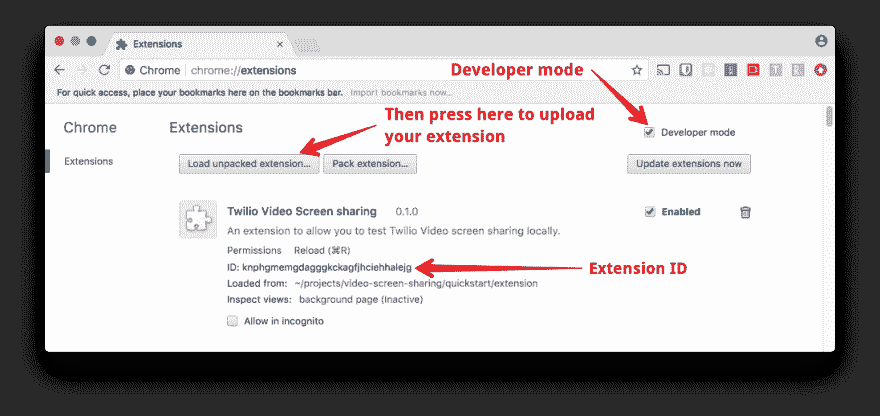 Extensions
Chrome chrome://extensions
Developer mode
For quick access, place your bookmarks here on the bookmarks bar. Import bookmarks now...
Then press here to upload
your extension
Chrome
Extensions
Developer mode
Extensions
Load unpacked extension...
Pack extension...
Update extensions now
Twilio Video Screen sharing 0.1.0
Enabled
An extension to allow you to test Twilio Video screen sharing locally.
Permissions Reload (⌘R)
ID: knphgmemgdagggkckagfjhciehhalejg
Extension ID
Loaded from: ~/projects/video-screen-sharing/quickstart/extension
Inspect views: background page (Inactive)
Allow in incognito